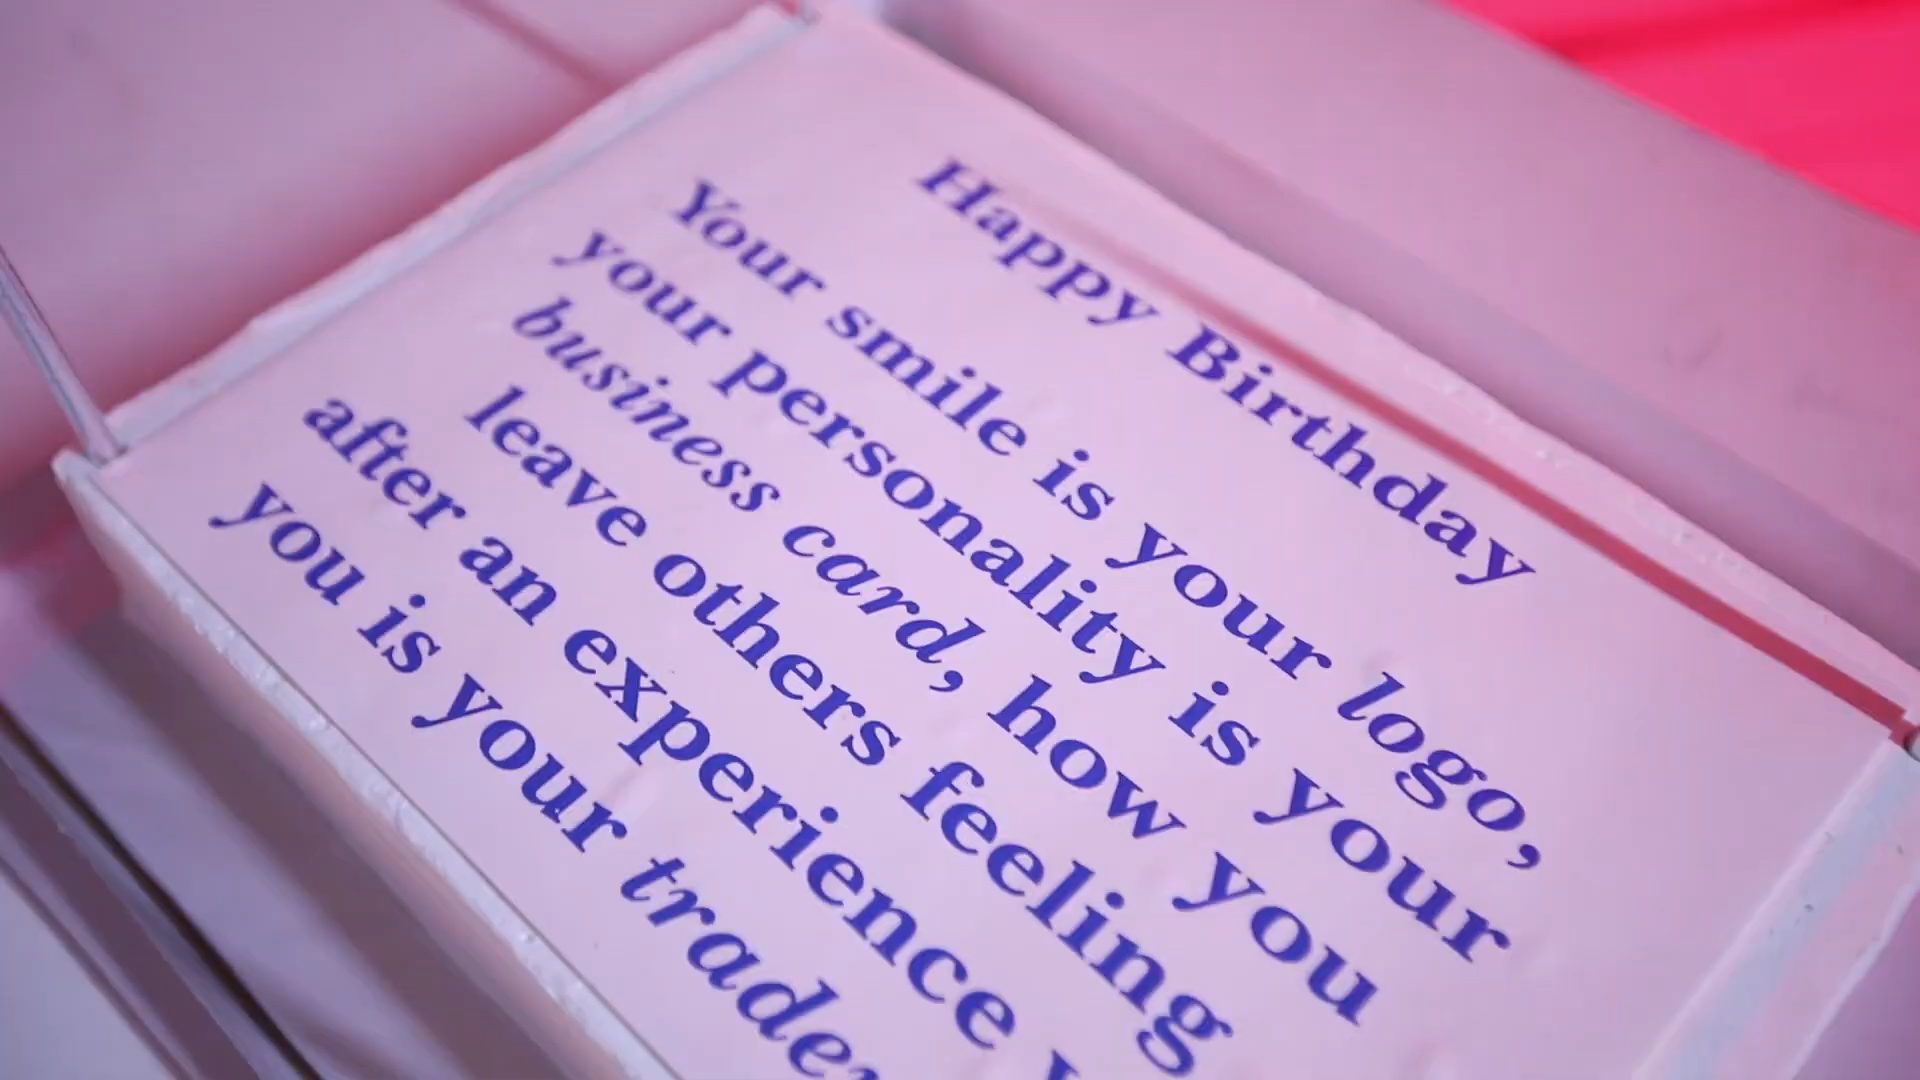 Happy Birthday
Your smile is your logo,
your personality is your
business card, how you
leave others feeling
after an experience
you is your